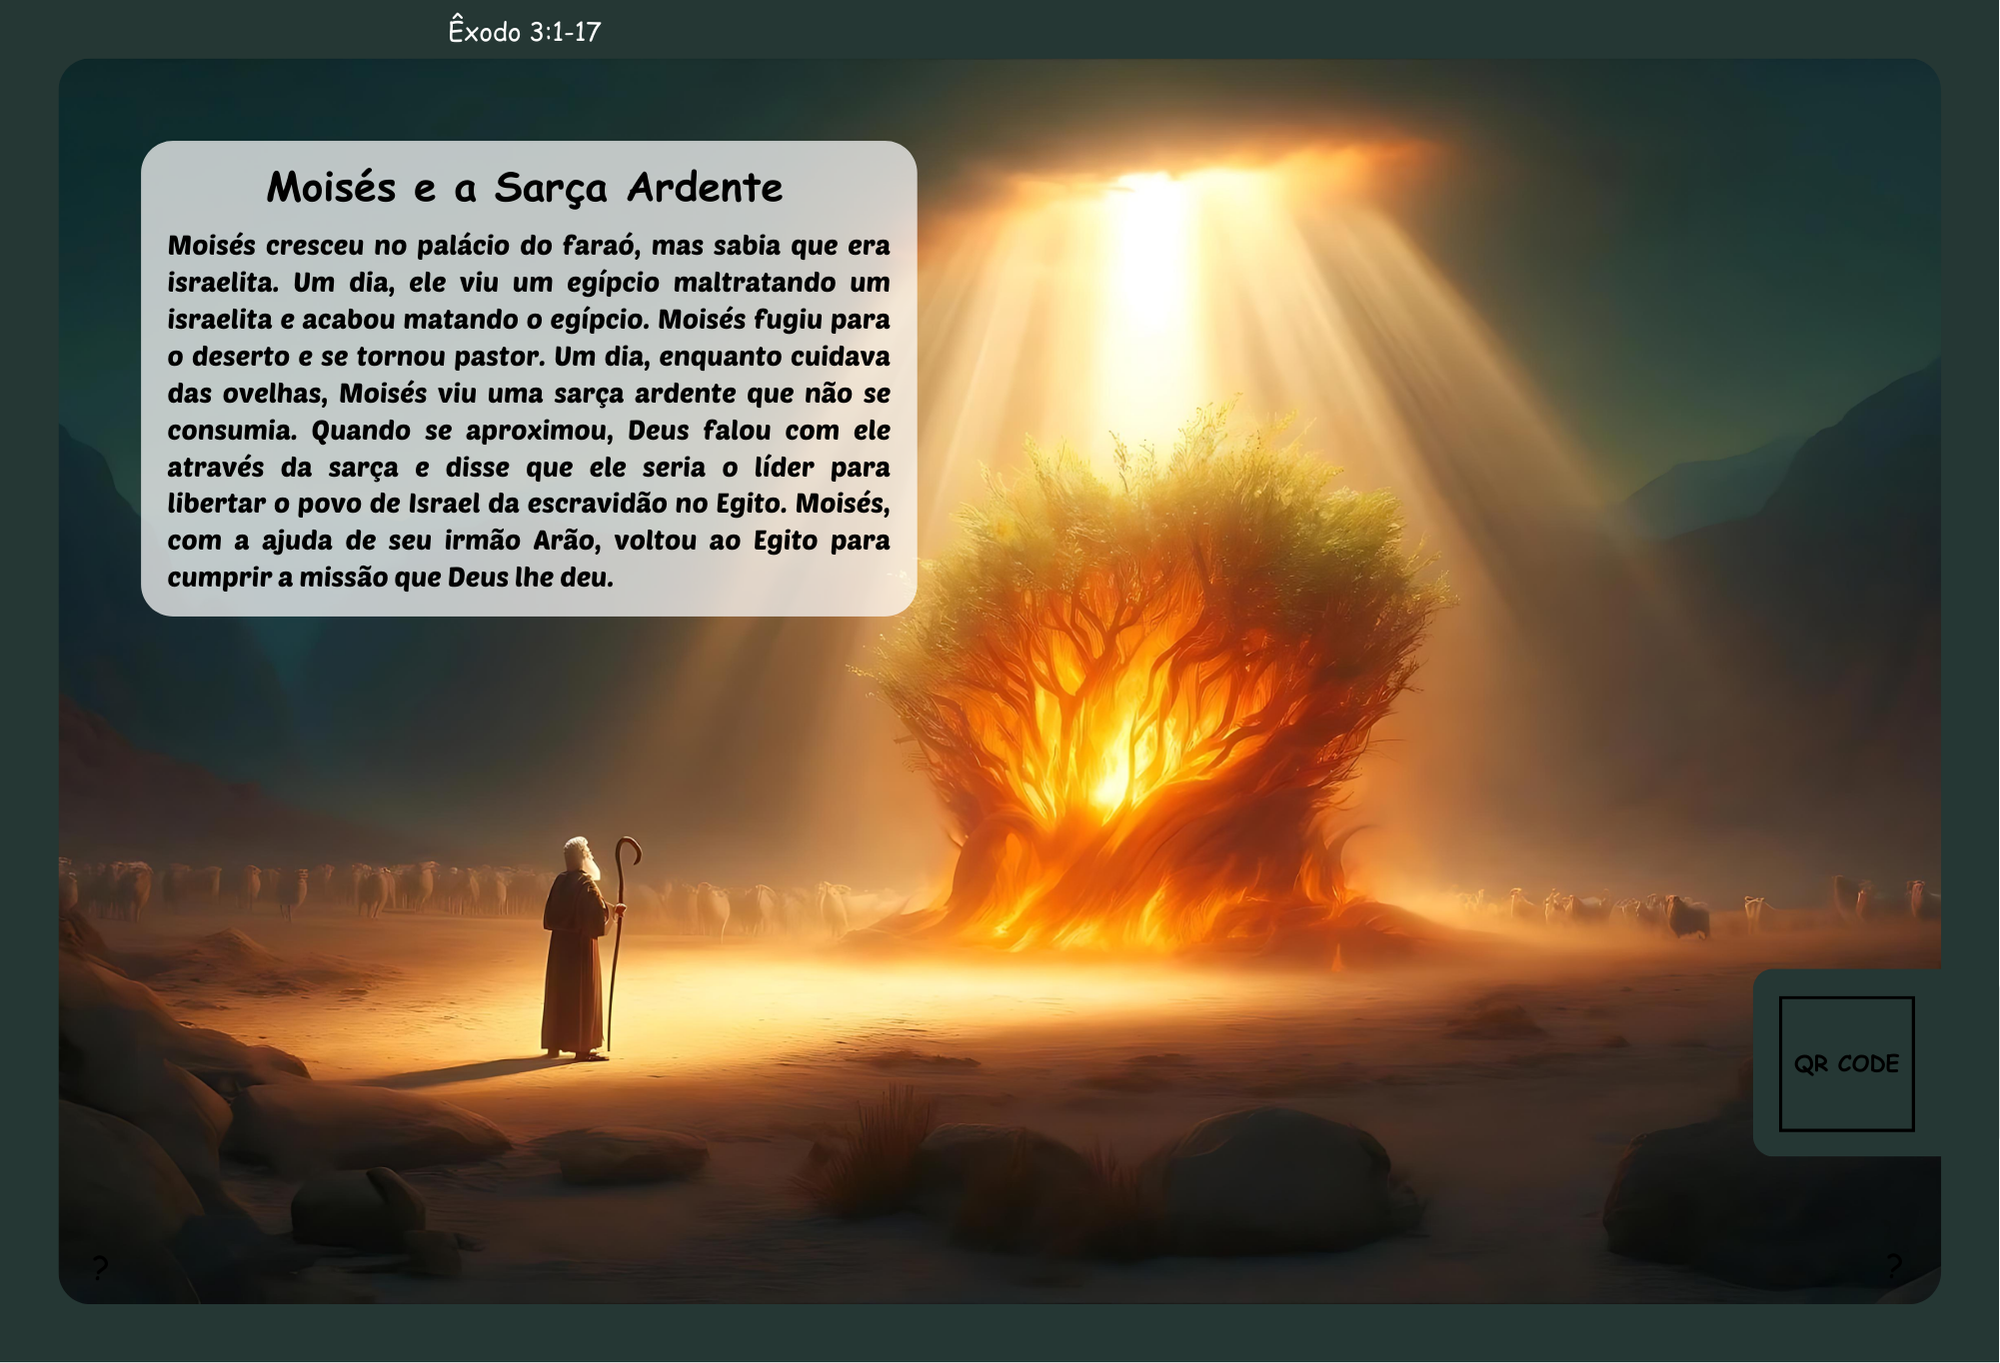 Êxodo 3:1-17
Moisés e a Sarça Ardente
Moisés cresceu no palácio do faraó, mas sabia que era
israelita. Um dia, ele viu um egípcio maltratando um
israelita e acabou matando o egípcio. Moisés fugiu para
o deserto e se tornou pastor. Um dia, enquanto cuidava
das ovelhas, Moisés viu uma sarça ardente que não se
consumia. Quando se aproximou, Deus falou com ele
através da sarça e disse que ele seria o líder para
libertar o povo de Israel da escravidão no Egito. Moisés,
com a ajuda de seu irmão Arão, voltou ao Egito para
cumprir a missão que Deus lhe deu.
QR CODE
?
?